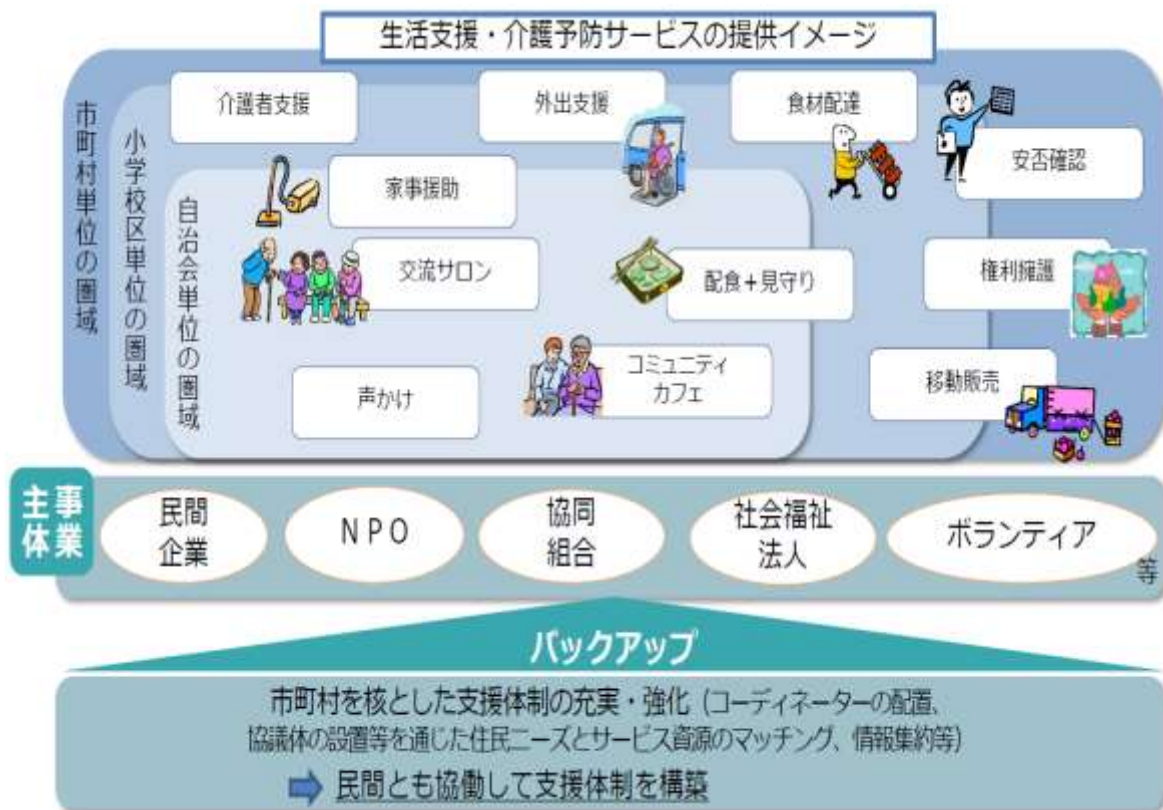 生活支援・介護予防サービスの提供イメージ
市町村単位の圏域
小学校区単位の圏域
自治会単位の圏域
介護者支援
外出支援
食材配達
安否確認
家事援助
交流サロン
配食+見守り
権利擁護
声かけ
コミュニティ
カフェ
移動販売
事業
主体
民間
企業
NPO
協同
組合
社会福祉
法人
ボランティア
等
バックアップ
市町村を核とした支援体制の充実・強化(コーディネーターの配置、
協議体の設置等を通じた住民ニーズとサービス資源のマッチング、情報集約等)
民間とも協働して支援体制を構築